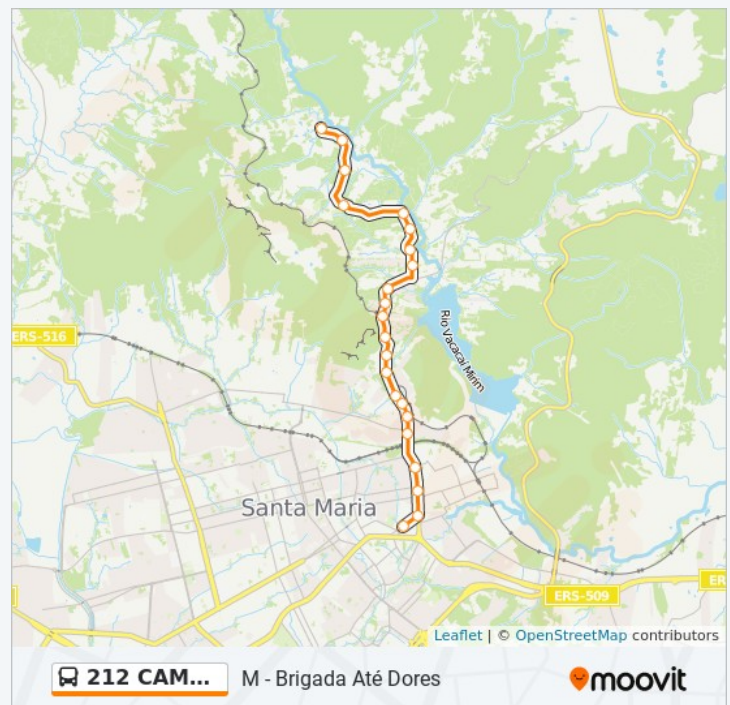 ERS-516
Rio Vacacaí Mirim
Santa Maria
ER
ERS-509
Leaflet | © OpenStreetMap contributors
212 CAM... M - Brigada Até Dores moovit